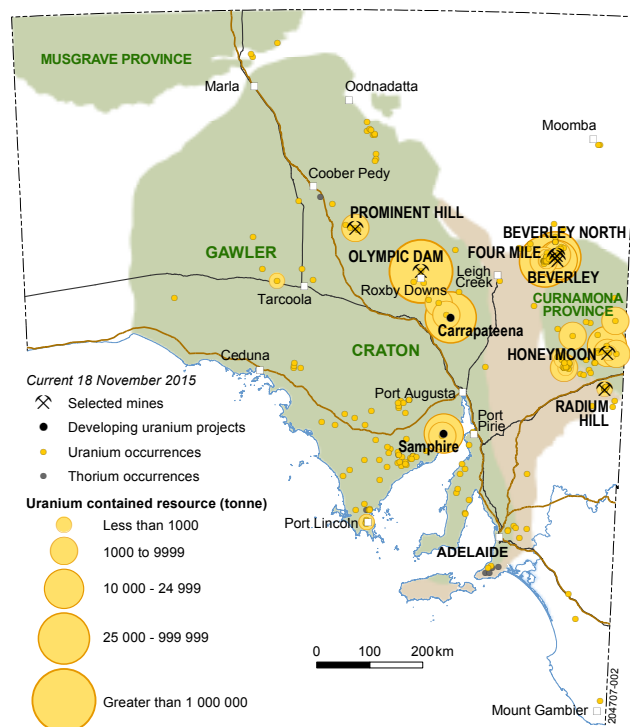 MUSGRAVE PROVINCE
Marla
Oodnadatta
Moomba
Coober Pedy
PROMINENT HILL
BEVERLEY NORTH
GAWLER
OLYMPIC DAM
FOUR MILE
Leigh
Creek
BEVERLEY
Roxby Downs
Tarcoola
CURNAMONA
PROVINCE
Carrapateena
Ceduna
CRATON
HONEYMOON
Current 18 November 2015
Selected mines
Developing uranium projects
Uranium occurrences
Thorium occurrences
Port Augusta
Port
Pirie
RADIUM
HILL
Samphire
Uranium contained resource (tonne)
Less than 1000
1000 to 9999
10 000 - 24 999
25 000 - 999 999
Greater than 1 000 000
Port Lincoln
ADELAIDE
0 100 200 km
Mount Gambier
204707-002